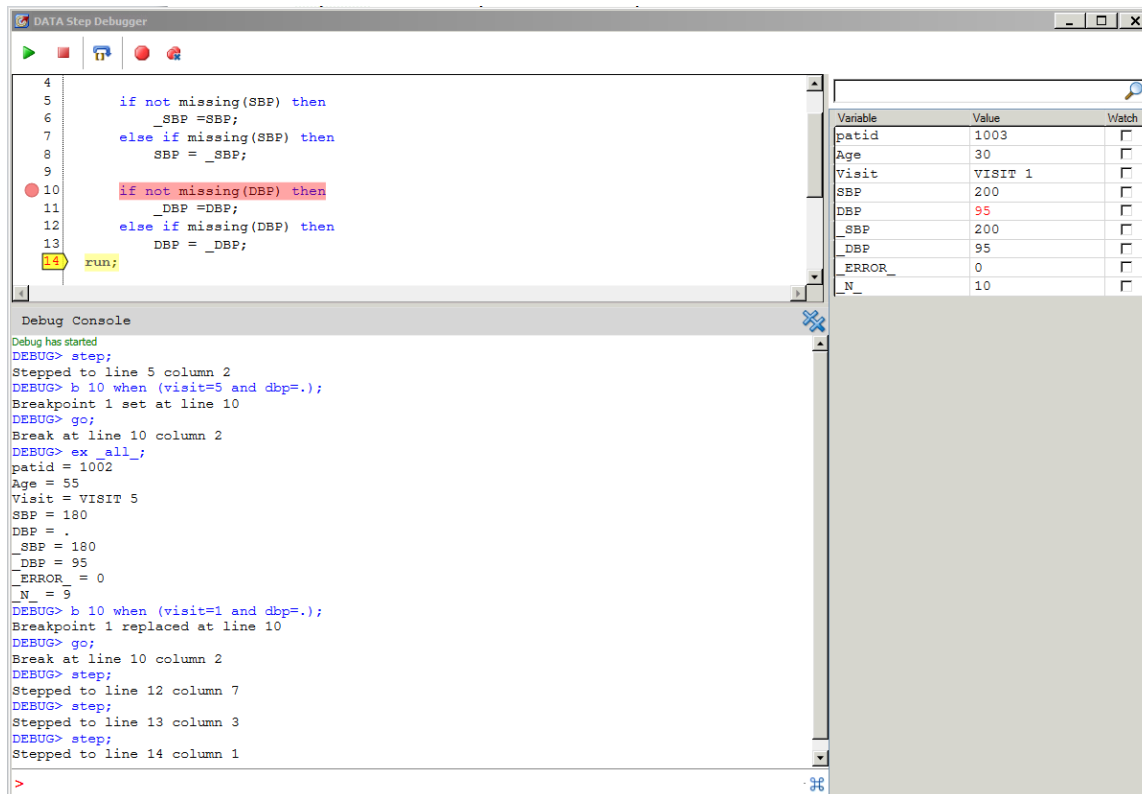 DATA Step Debugger
4
5 if not missing(SBP) then
6 _SBP =SBP;
7 else if missing(SBP) then
8 SBP = _SBP;
9
10 if not missing(DBP) then
11 _DBP =DBP;
12 else if missing(DBP) then
13 DBP = _DBP;
14 run;
Variable Value Watch
patid 1003
Age 30
Visit VISIT 1
SBP 200
DBP 95
_SBP 200
_DBP 95
_ERROR_ 0
_N_ 10
Debug Console
Debug has started
DEBUG> step;
Stepped to line 5 column 2
DEBUG> b 10 when (visit=5 and dbp=.);
Breakpoint 1 set at line 10
DEBUG> go;
Break at line 10 column 2
DEBUG> ex _all_;
patid = 1002
Age = 55
Visit = VISIT 5
SBP = 180
DBP = .
_SBP = 180
_DBP = 95
_ERROR_ = 0
_N_ = 9
DEBUG> b 10 when (visit=1 and dbp=.);
Breakpoint 1 replaced at line 10
DEBUG> go;
Break at line 10 column 2
DEBUG> step;
Stepped to line 12 column 7
DEBUG> step;
Stepped to line 13 column 3
DEBUG> step;
Stepped to line 14 column 1
>